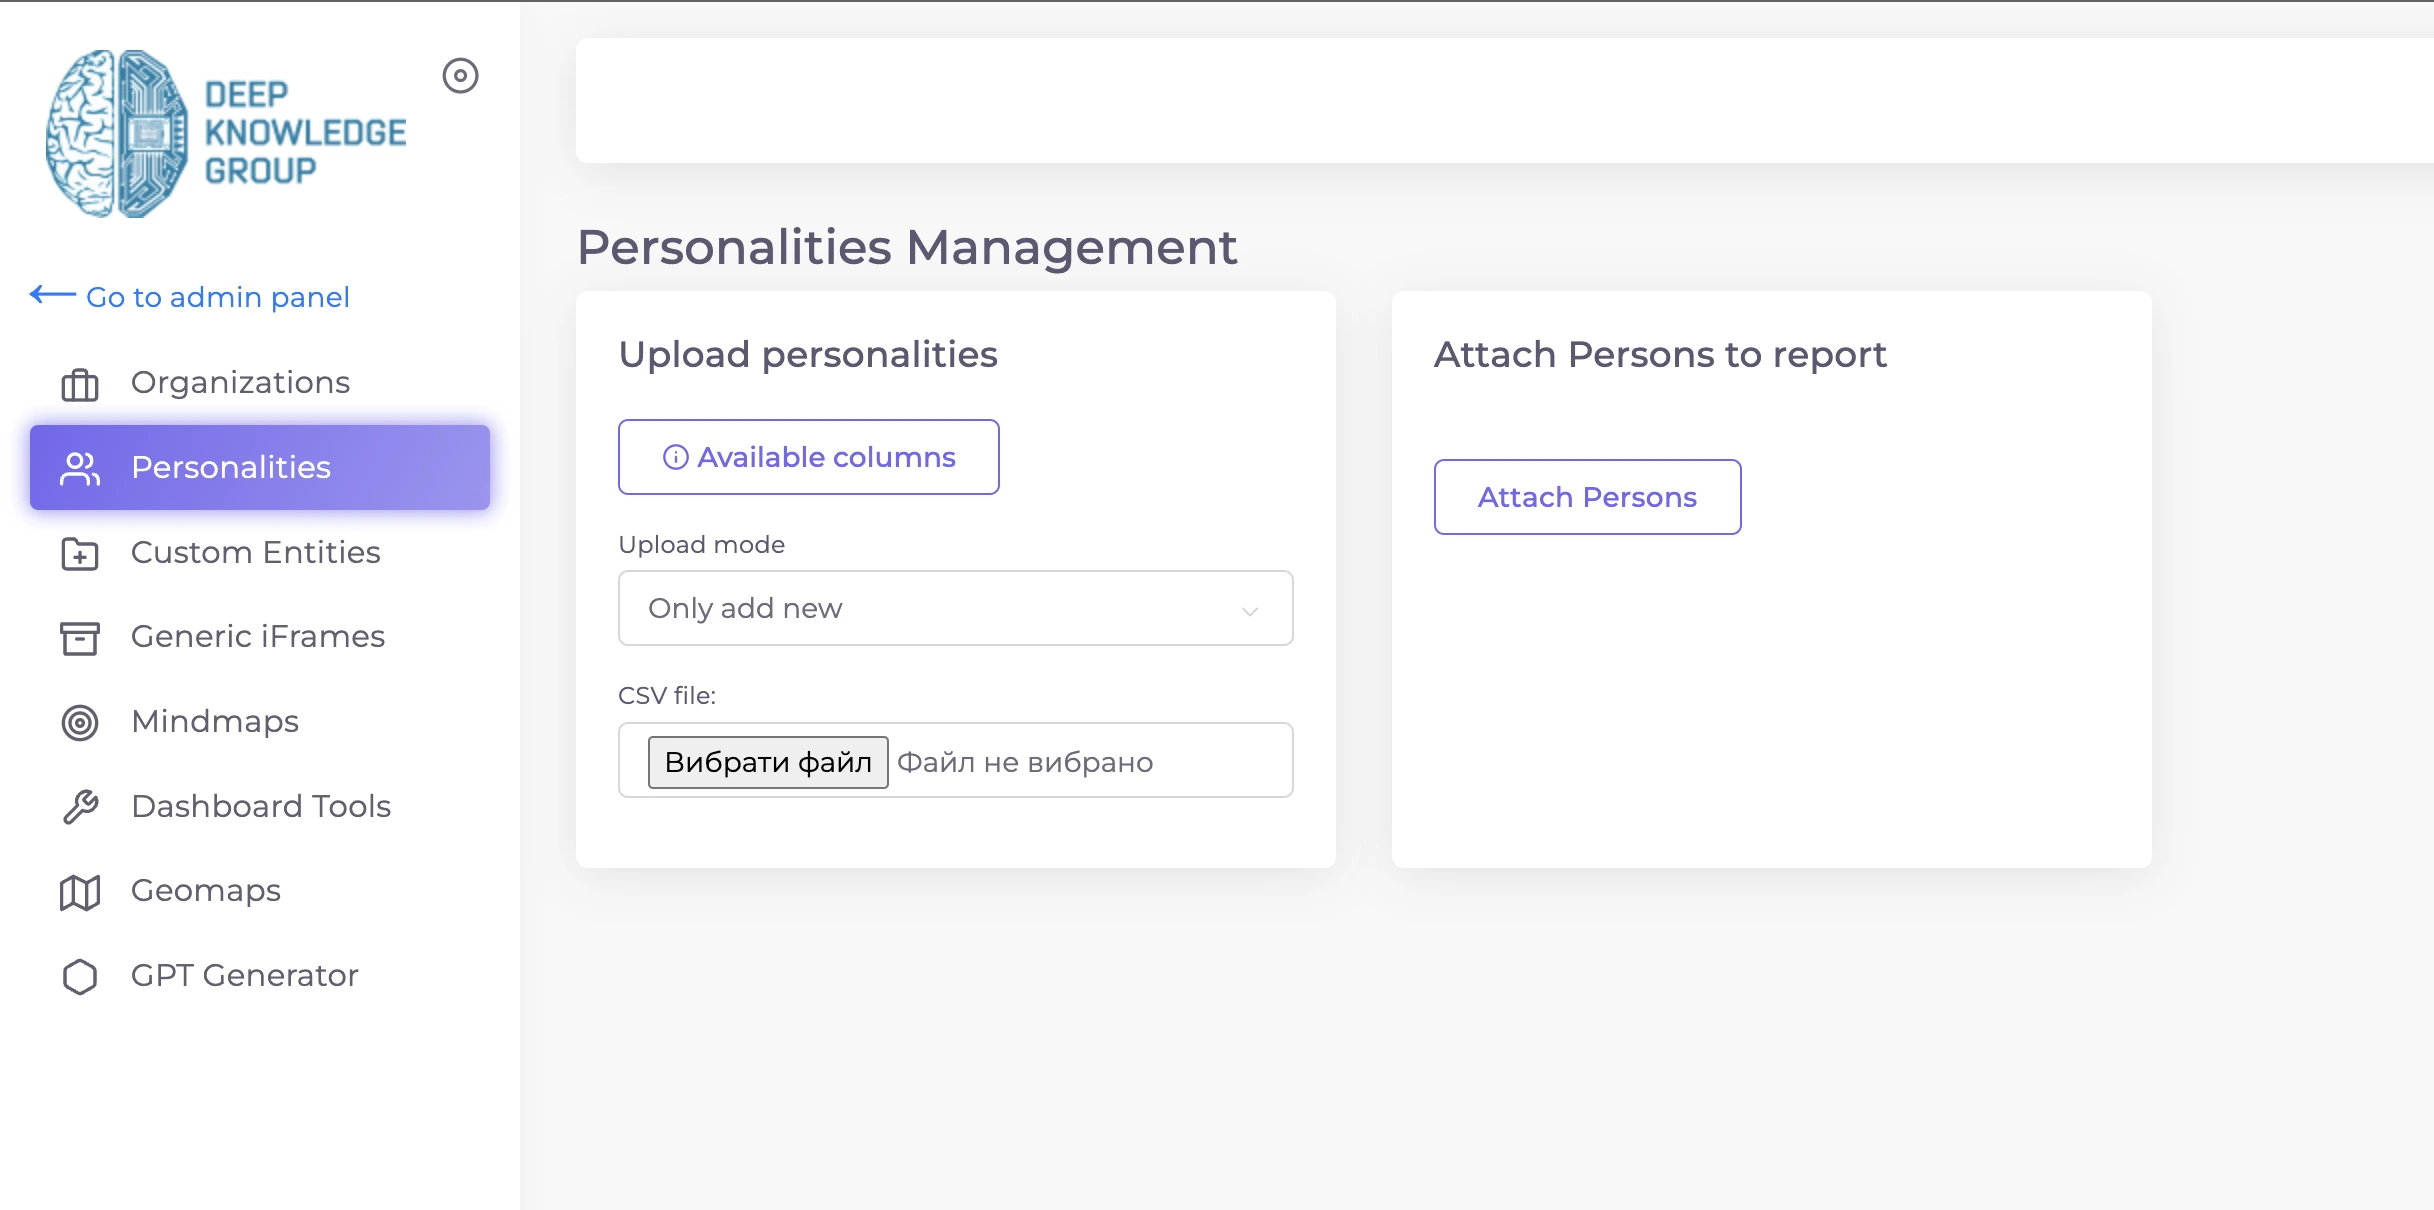 DEEP
KNOWLEDGE
GROUP
Go to admin panel
Organizations
Personalities
Custom Entities
Generic iFrames
Mindmaps
Dashboard Tools
Geomaps
GPT Generator
Personalities Management
Upload personalities
Available columns
Upload mode
Only add new
CSV file:
Вибрати файл Файл не вибрано
Attach Persons to report
Attach Persons